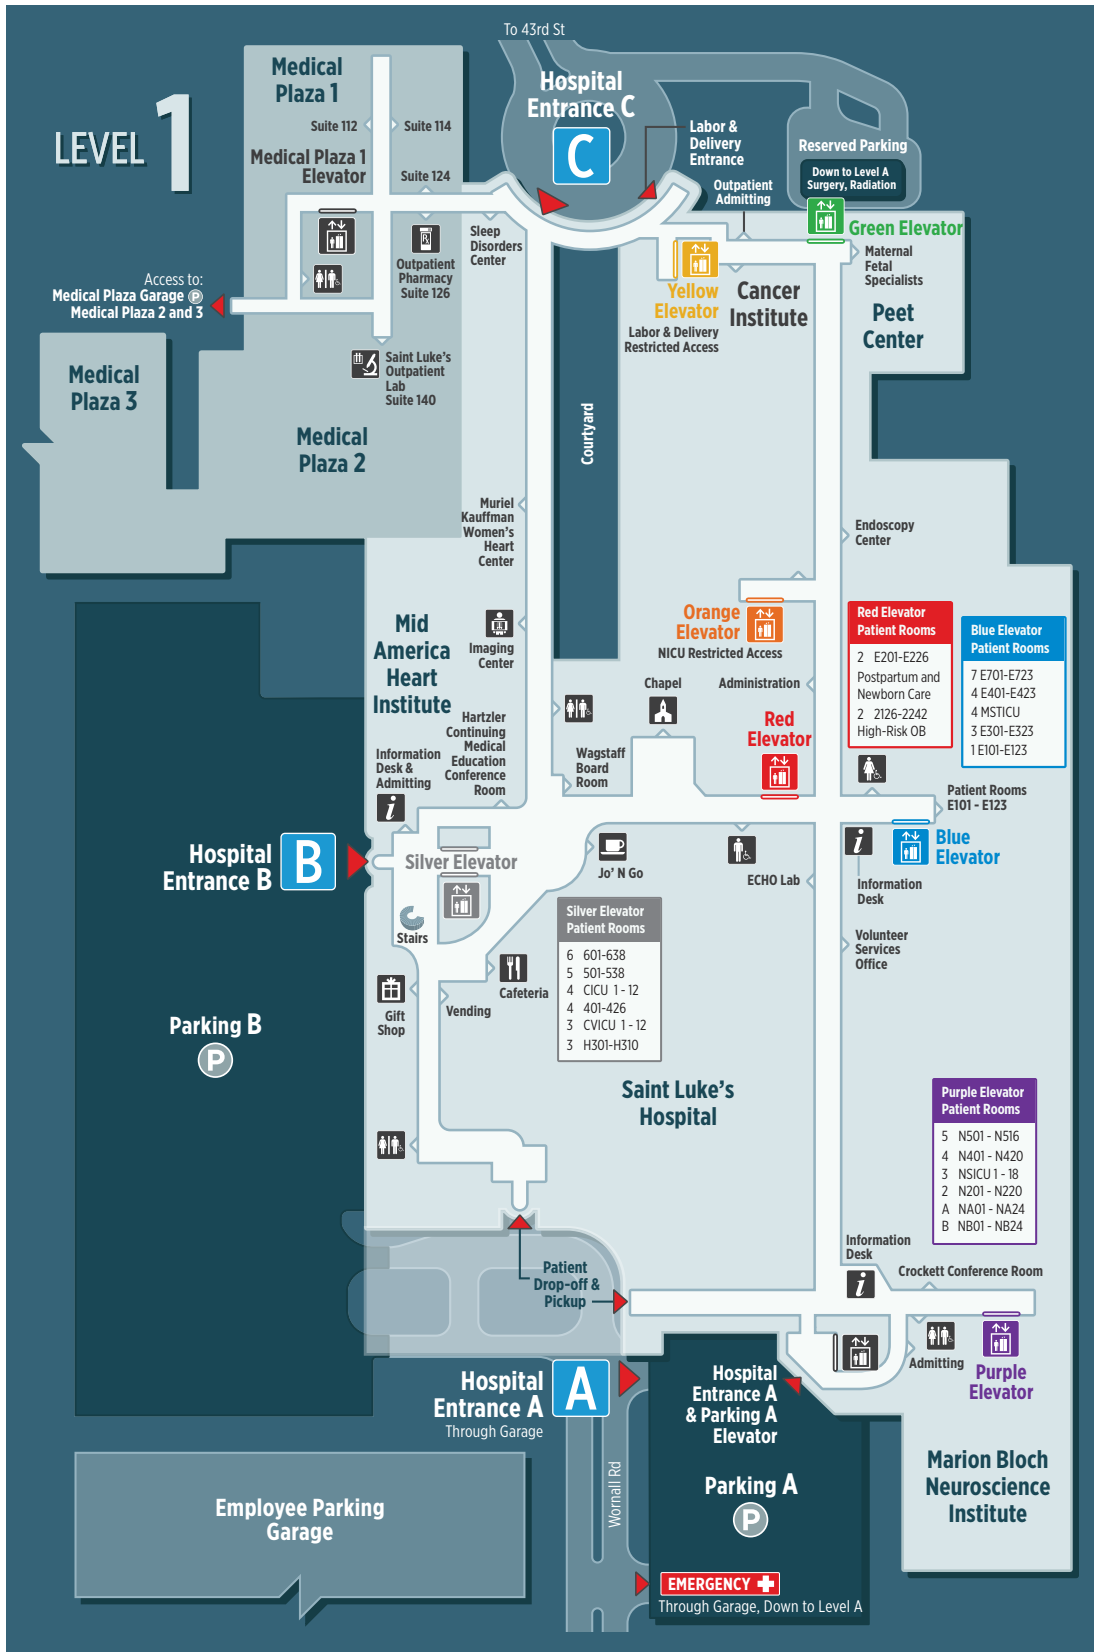 To 43rd St
LEVEL 1
Medical
Plaza 1
Suite 112
Suite 114
Medical Plaza 1
Elevator
Suite 124
Hospital
Entrance C
C
Labor &
Delivery
Entrance
Outpatient
Admitting
Reserved Parking
Down to Level A
Surgery, Radiation
Green Elevator
Maternal
Fetal
Specialists
Peet
Center
Sleep
Disorders
Center
Outpatient
Pharmacy
Suite 126
Access to:
Medical Plaza Garage P
Medical Plaza 2 and 3
Yellow
Elevator
Labor & Delivery
Restricted Access
Cancer
Institute
Saint Luke's
Outpatient
Lab
Suite 140
Medical
Plaza 3
Medical
Plaza 2
Courtyard
Muriel
Kauffman
Women's
Heart
Center
Endoscopy
Center
Mid
America
Heart
Institute
Imaging
Center
Orange
Elevator
NICU Restricted Access
Red Elevator
Patient Rooms
2 E201-E226
Postpartum and
Newborn Care
2 2126-2242
High-Risk OB
Blue Elevator
Patient Rooms
7 E701-E723
4 E401-E423
4 MSTICU
3 E301-E323
1 E101-E123
Chapel
Administration
Red
Elevator
Hartzler
Continuing
Medical
Education
Conference
Room
Wagstaff
Board
Room
Information
Desk &
Admitting
i
Patient Rooms
E101 - E123
Hospital
Entrance B
B
Silver Elevator
Jo' N Go
ECHO Lab
i
Information
Desk
Blue
Elevator
Stairs
Silver Elevator
Patient Rooms
6 601-638
5 501-538
4 CICU 1 - 12
4 401-426
3 CVICU 1 - 12
3 H301-H310
Volunteer
Services
Office
Cafeteria
Vending
Gift
Shop
Parking B
P
Saint Luke's
Hospital
Purple Elevator
Patient Rooms
5 N501 - N516
4 N401 - N420
3 NSICU 1 - 18
2 N201 - N220
A NA01 - NA24
B NB01 - NB24
Information
Desk
i
Crockett Conference Room
Patient
Drop-off &
Pickup
Admitting
Purple
Elevator
Hospital
Entrance A
Through Garage
A
Hospital
Entrance A
& Parking A
Elevator
Parking A
P
Wornall Rd
Marion Bloch
Neuroscience
Institute
Employee Parking
Garage
EMERGENCY
Through Garage, Down to Level A